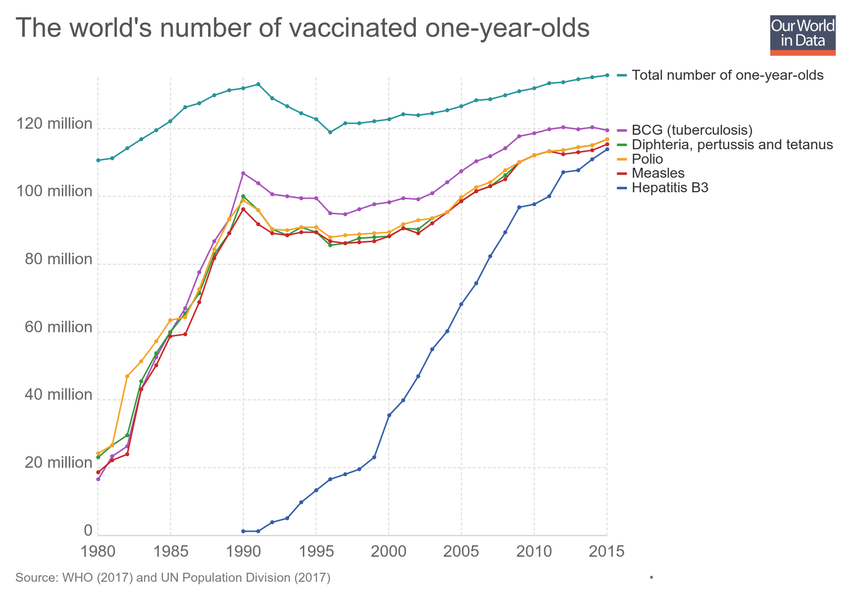 The world's number of vaccinated one-year-olds
Our World
in Data
Total number of one-year-olds
120 million
BCG (tuberculosis)
Diphteria, pertussis and tetanus
Polio
Measles
Hepatitis B3
100 million
80 million
60 million
40 million
20 million
0
1980 1985 1990 1995 2000 2005 2010 2015
Source: WHO (2017) and UN Population Division (2017)